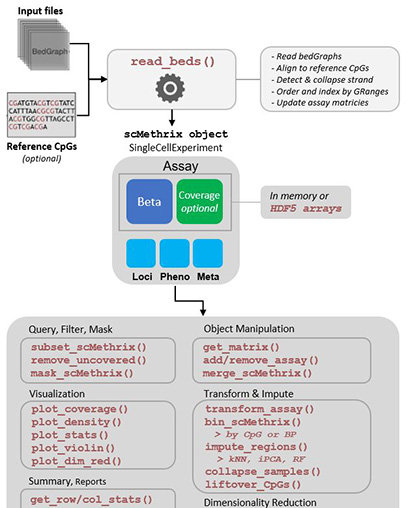 Input files
BedGraph
CGATGTACGTCGTATC
CATTTAACGCGTACTT
ACGTGGCGTTAGCCT
CGTCGACGA
Reference CpGs
(optional)
read_beds()
- Read bedGraphs
- Align to reference CpGs
- Detect & collapse strand
- Order and index by GRanges
- Update assay matricies
scMethrix object
SingleCellExperiment
Assay
Beta
Coverage
optional
In memory or
HDF5 arrays
Loci Pheno Meta
Query, Filter, Mask
subset_scMethrix()
remove_uncovered()
mask_scMethrix()
Visualization
plot_coverage()
plot_density()
plot_stats()
plot_violin()
plot_dim_red()
Summary, Reports
get_row/col_stats()
Object Manipulation
get_matrix()
add/remove_assay()
merge_scMethrix()
Transform & Impute
transform_assay()
bin_scMethrix()
> by CpG or BP
impute_regions()
> kNN, iPCA, RF
collapse_samples()
liftover_CpGs()
Dimensionality Reduction